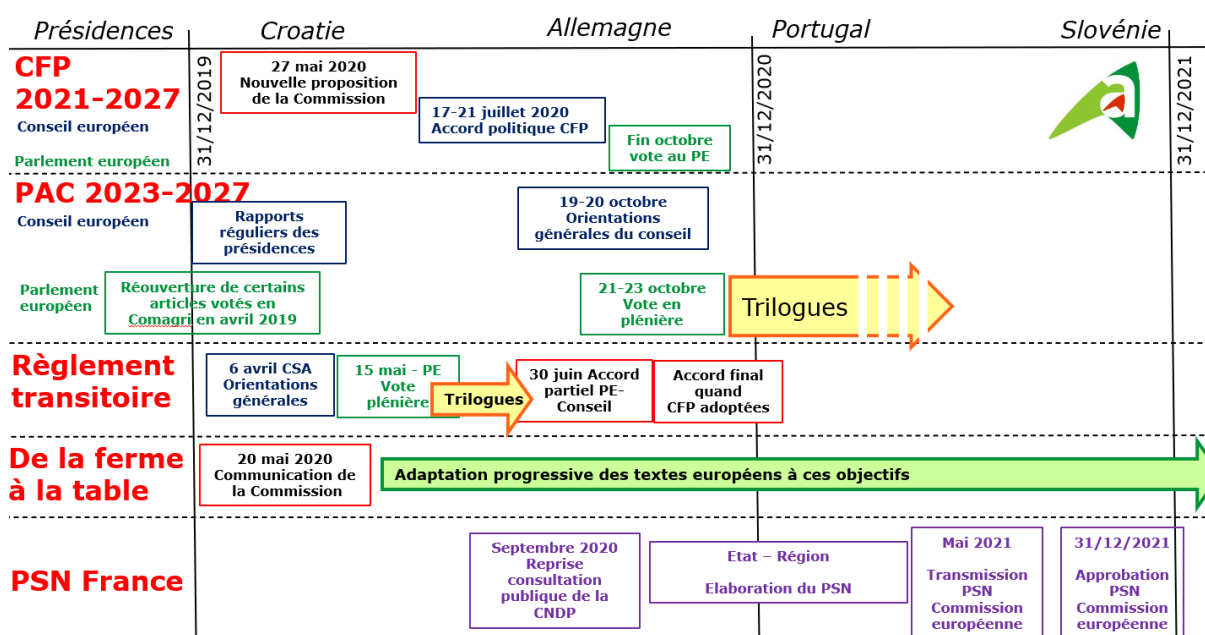 Présidences
Croatie
Allemagne
Portugal
Slovénie
CFP
2021-2027
Conseil européen
Parlement européen
31/12/2019
27 mai 2020
Nouvelle proposition
de la Commission
17-21 juillet 2020
Accord politique CFP
Fin octobre
vote au PE
31/12/2020
a
31/12/2021
PAC 2023-2027
Conseil européen
Rapports
réguliers des
présidences
19-20 octobre
Orientations
générales du conseil
Parlement
européen
Réouverture de certains
articles votés en
Comagri en avril 2019
21-23 octobre
Vote en
plénière
Trilogues
Règlement
transitoire
6 avril CSA
Orientations
générales
15 mai - PE
Vote
plénière
Trilogues
30 juin Accord
partiel PE-
Conseil
Accord final
quand
CFP adoptées
De la ferme
à la table
20 mai 2020
Communication de
la Commission
Adaptation progressive des textes européens à ces objectifs
PSN France
Septembre 2020
Reprise
consultation
publique de la
CNDP
Etat – Région
Elaboration du PSN
Mai 2021
Transmission
PSN
Commission
européenne
31/12/2021
Approbation
PSN
Commission
européenne